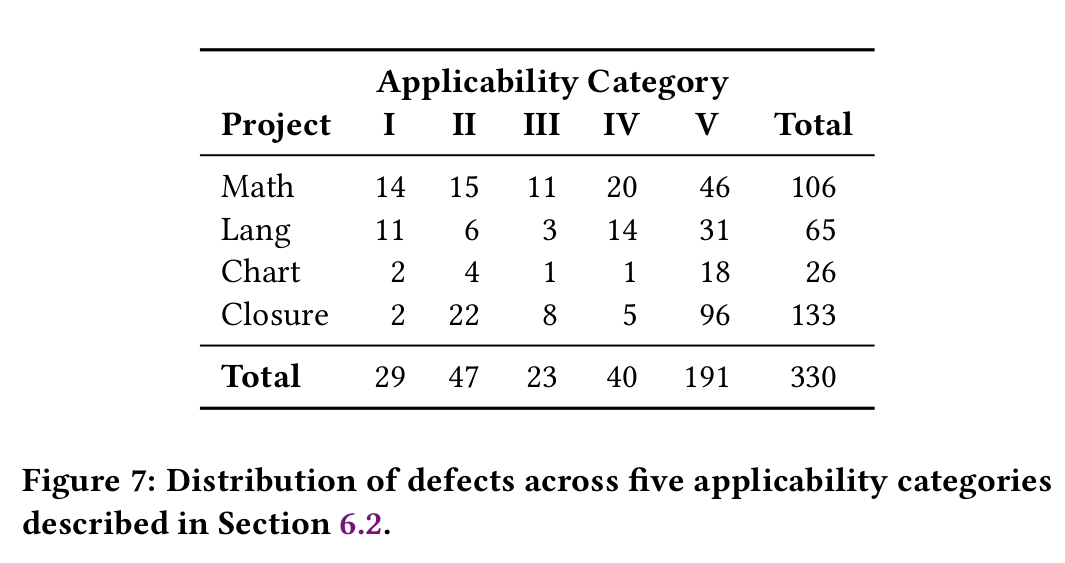 Applicability Category
Project I II III IV V Total
Math 14 15 11 20 46 106
Lang 11 6 3 14 31 65
Chart 2 4 1 1 18 26
Closure 2 22 8 5 96 133
Total 29 47 23 40 191 330
Figure 7: Distribution of defects across five applicability categories
described in Section 6.2.